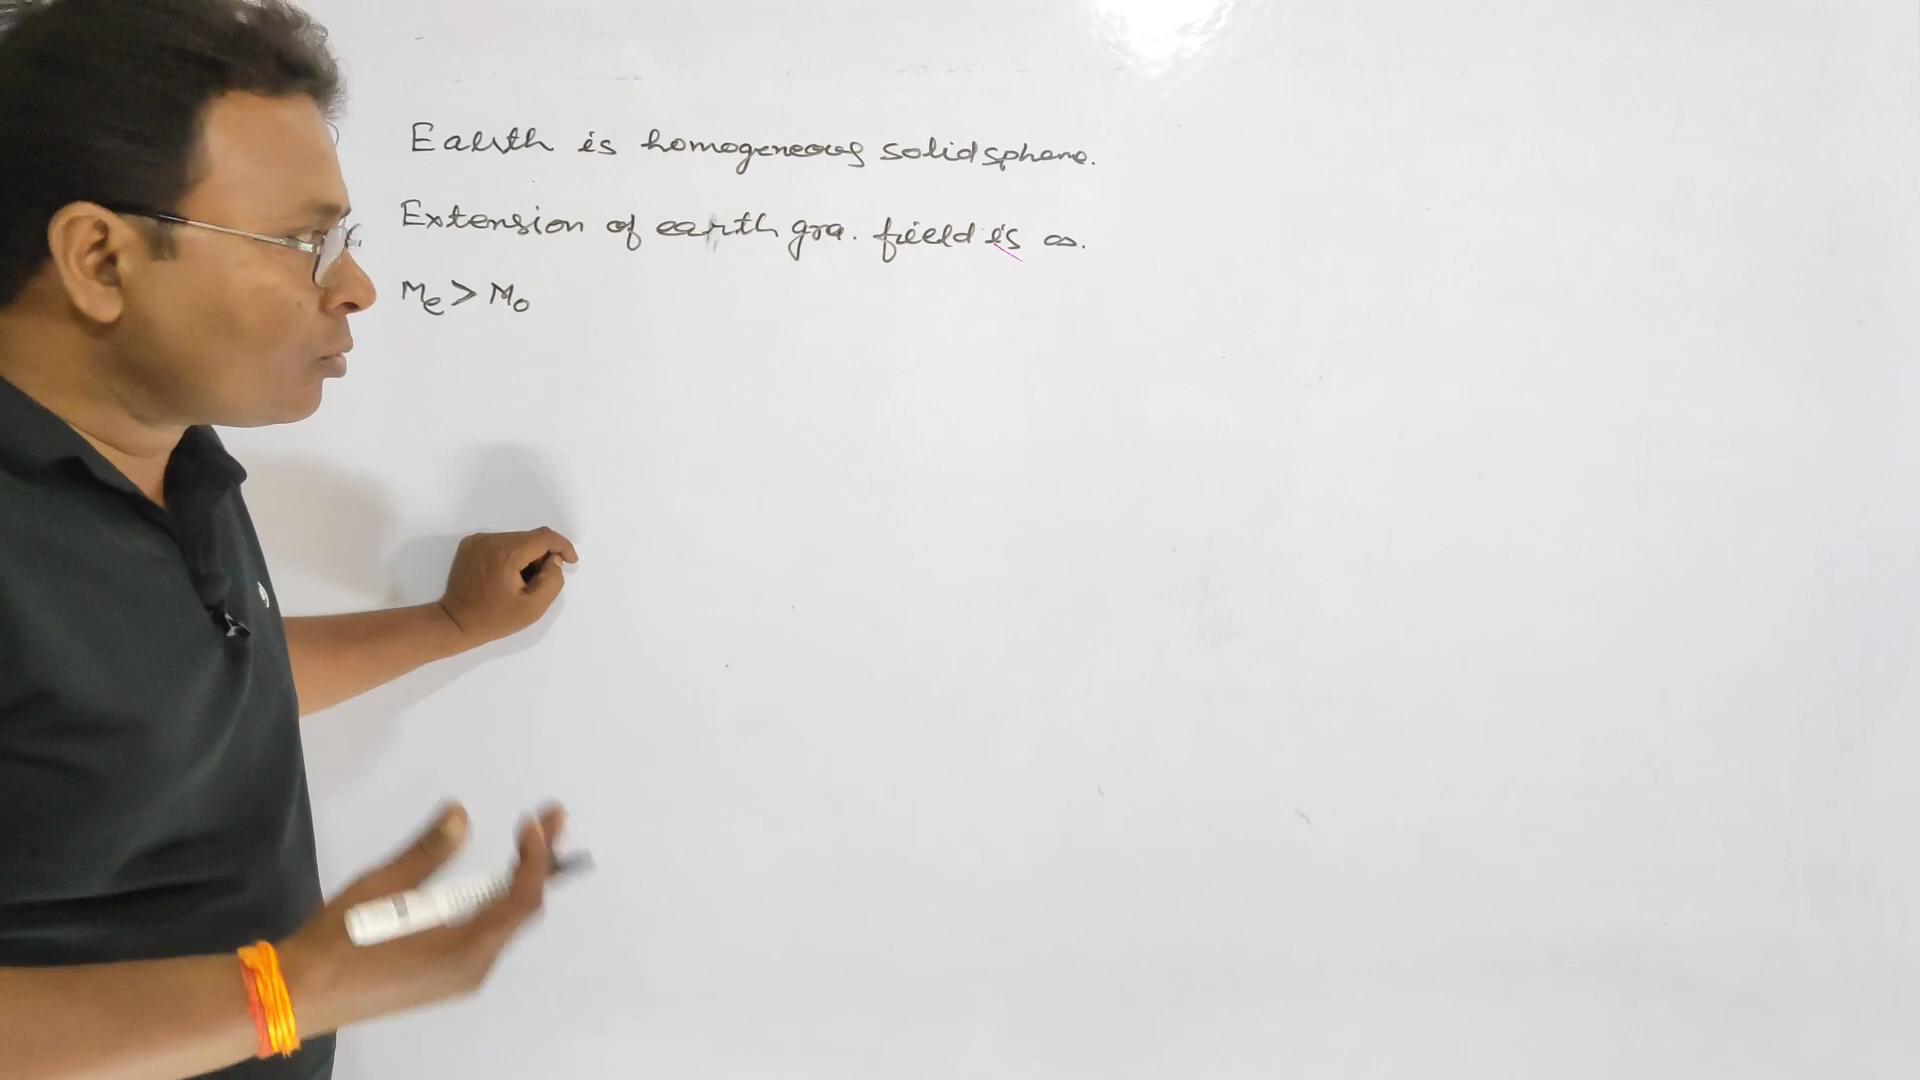 Earth is homogeneous solid sphere.
Extension of earth gra. field is ∞.
Me > Mo